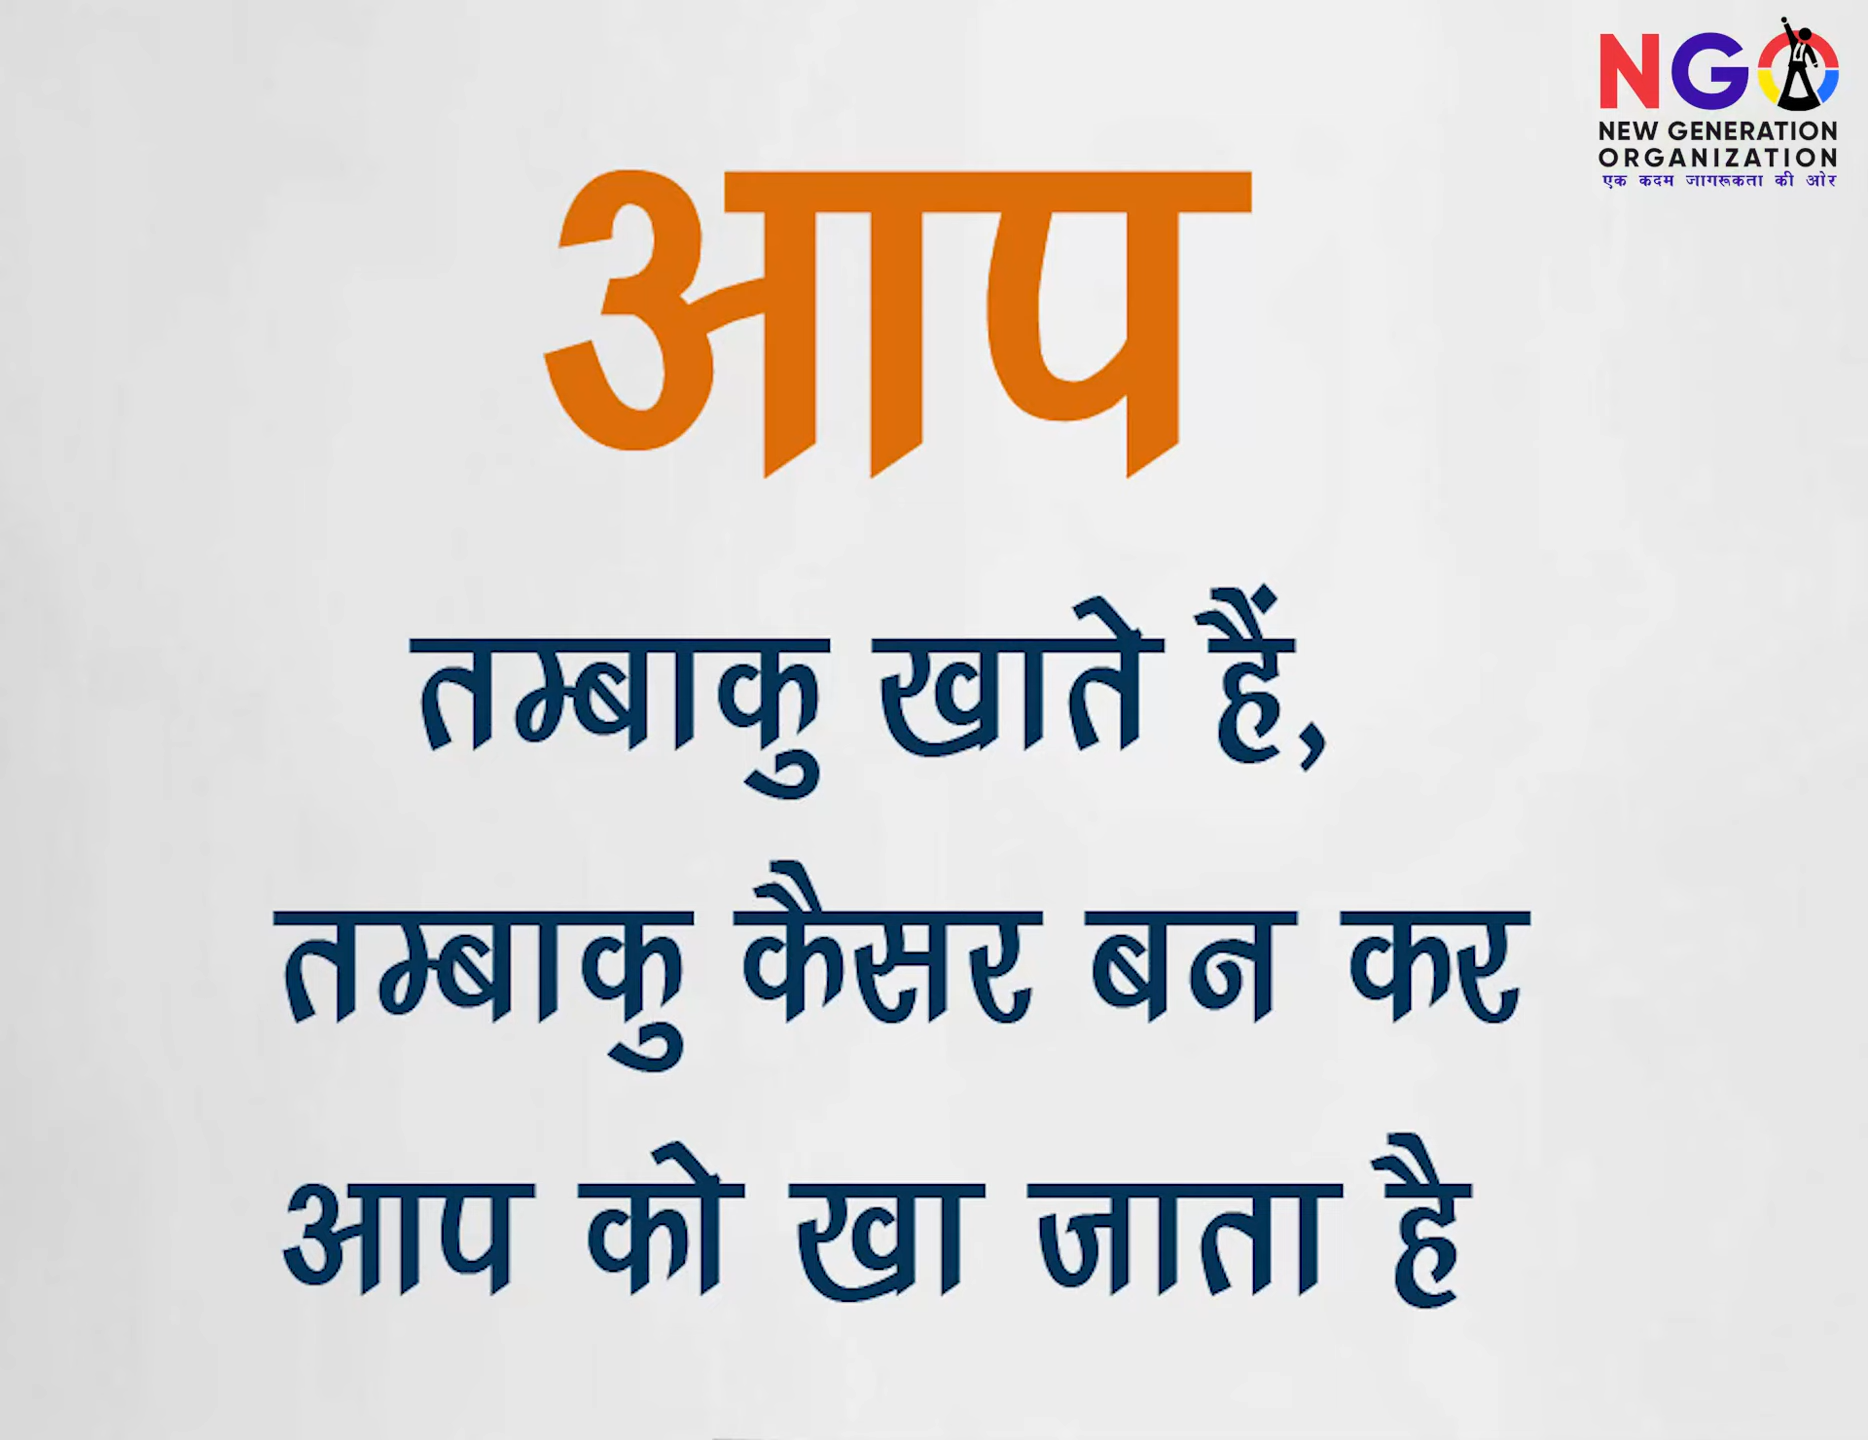 NGO
NEW GENERATION
ORGANIZATION
एक कदम जागरूकता की ओर
आप
तम्बाकु खाते हैं,
तम्बाकु कैसर बन कर
आप को खा जाता है